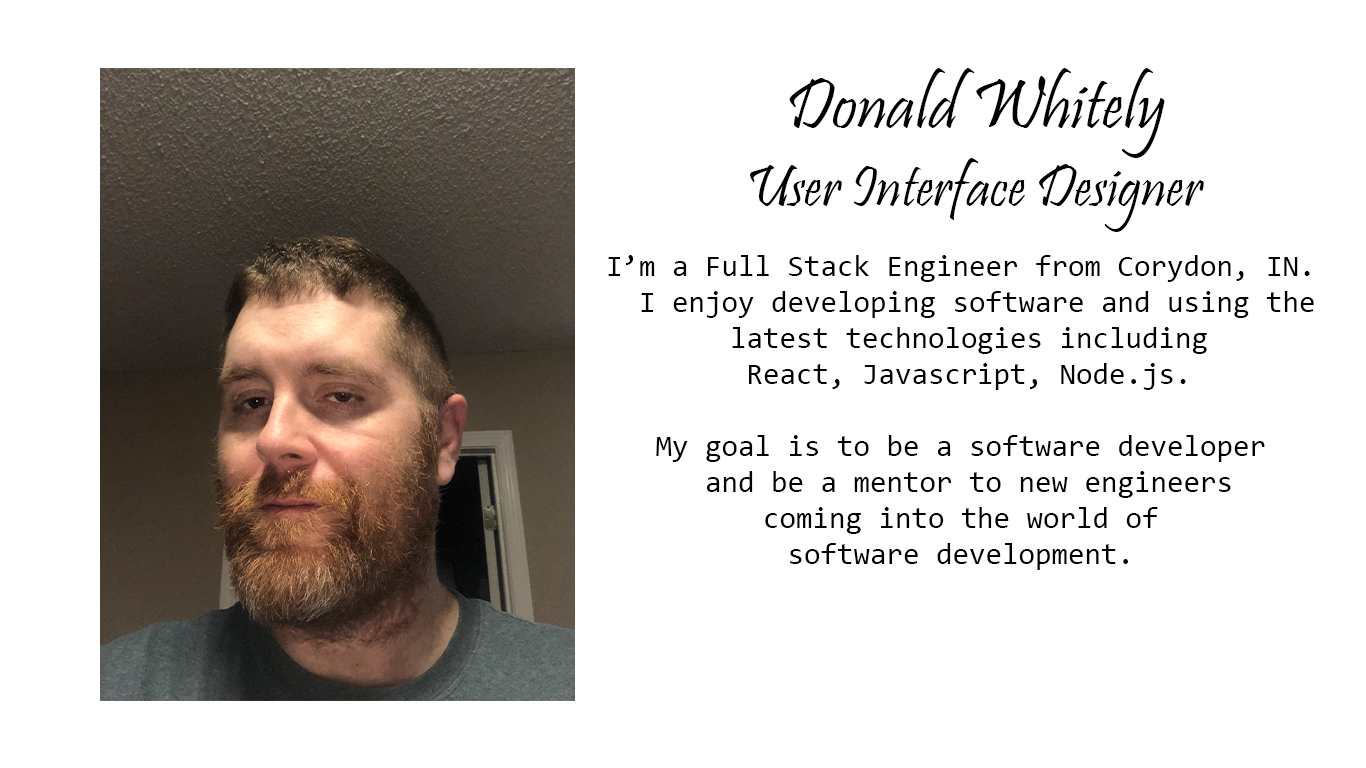 Donald Whitely
User Interface Designer
I’m a Full Stack Engineer from Corydon, IN.
I enjoy developing software and using the
latest technologies including
React, Javascript, Node.js.
My goal is to be a software developer
and be a mentor to new engineers
coming into the world of
software development.